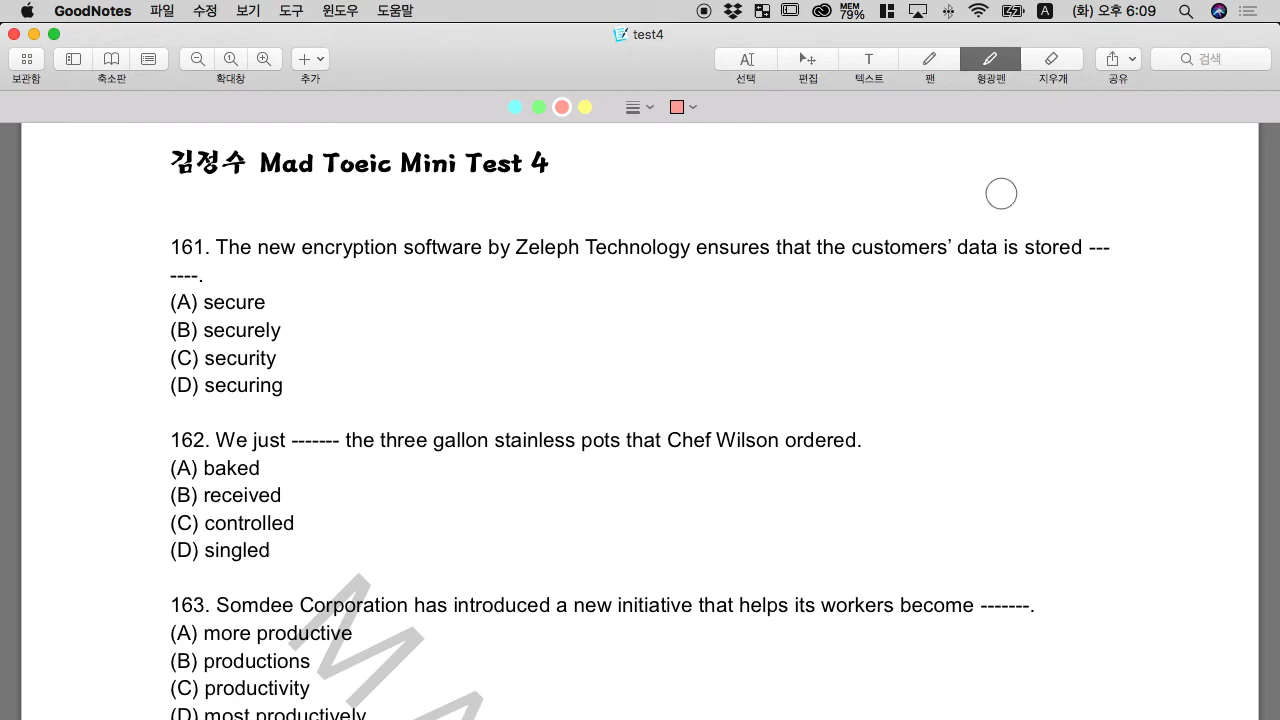 GoodNotes 파일 수정 보기 도구 윈도우 도움말 MEM 79% A (화) 오후 6:09
test4
보관함 축소판 확대창 추가 선택 편집 T 텍스트 펜 형광펜 지우개 공유 검색
김정수 Mad Toeic Mini Test 4
161. The new encryption software by Zeleph Technology ensures that the customers’ data is stored ---
----.
(A) secure
(B) securely
(C) security
(D) securing
162. We just ------- the three gallon stainless pots that Chef Wilson ordered.
(A) baked
(B) received
(C) controlled
(D) singled
163. Somdee Corporation has introduced a new initiative that helps its workers become -------.
(A) more productive
(B) productions
(C) productivity
(D) most productively
M A